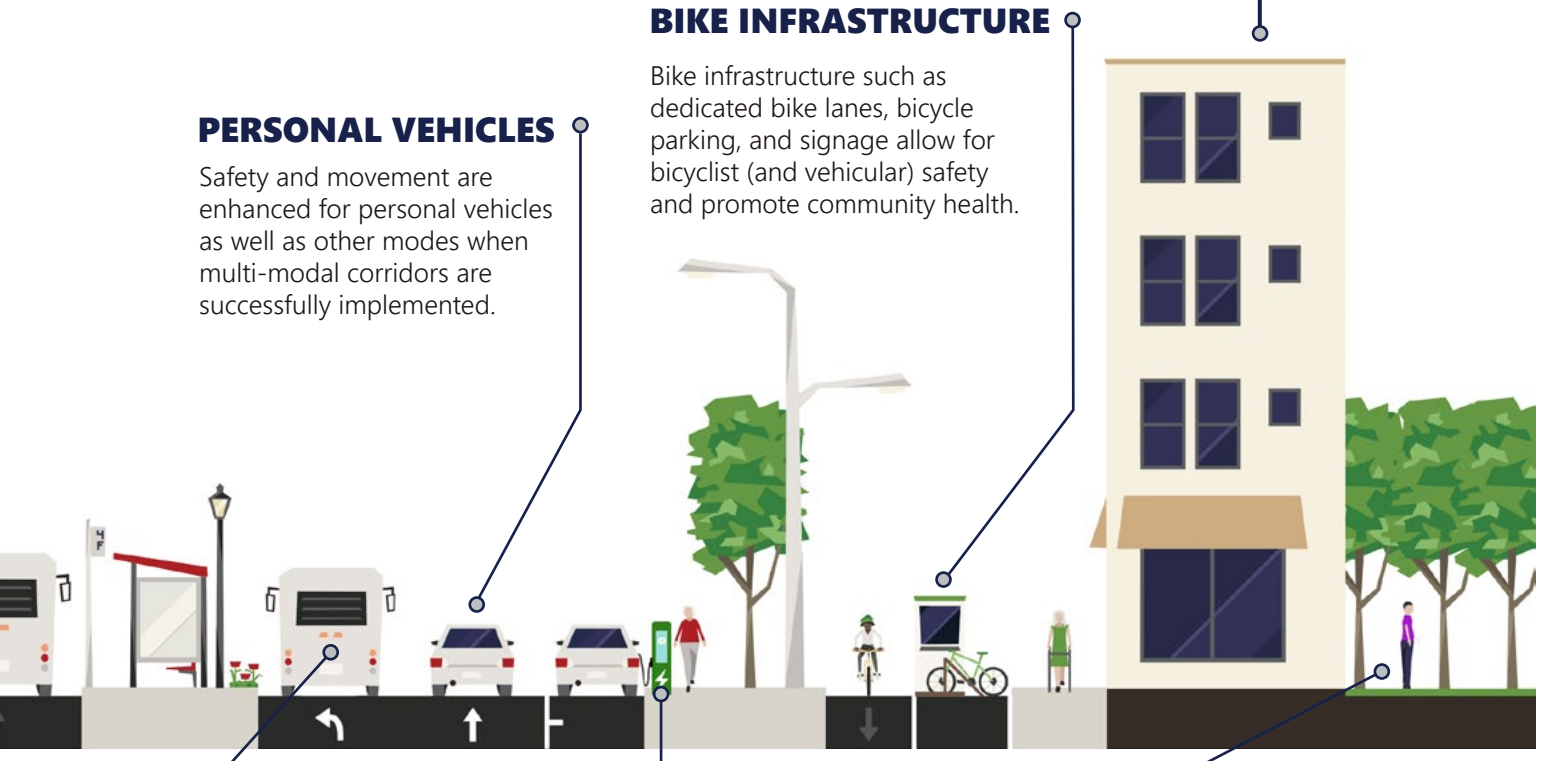 BIKE INFRASTRUCTURE
Bike infrastructure such as
dedicated bike lanes, bicycle
parking, and signage allow for
bicyclist (and vehicular) safety
and promote community health.
PERSONAL VEHICLES
Safety and movement are
enhanced for personal vehicles
as well as other modes when
multi-modal corridors are
successfully implemented.